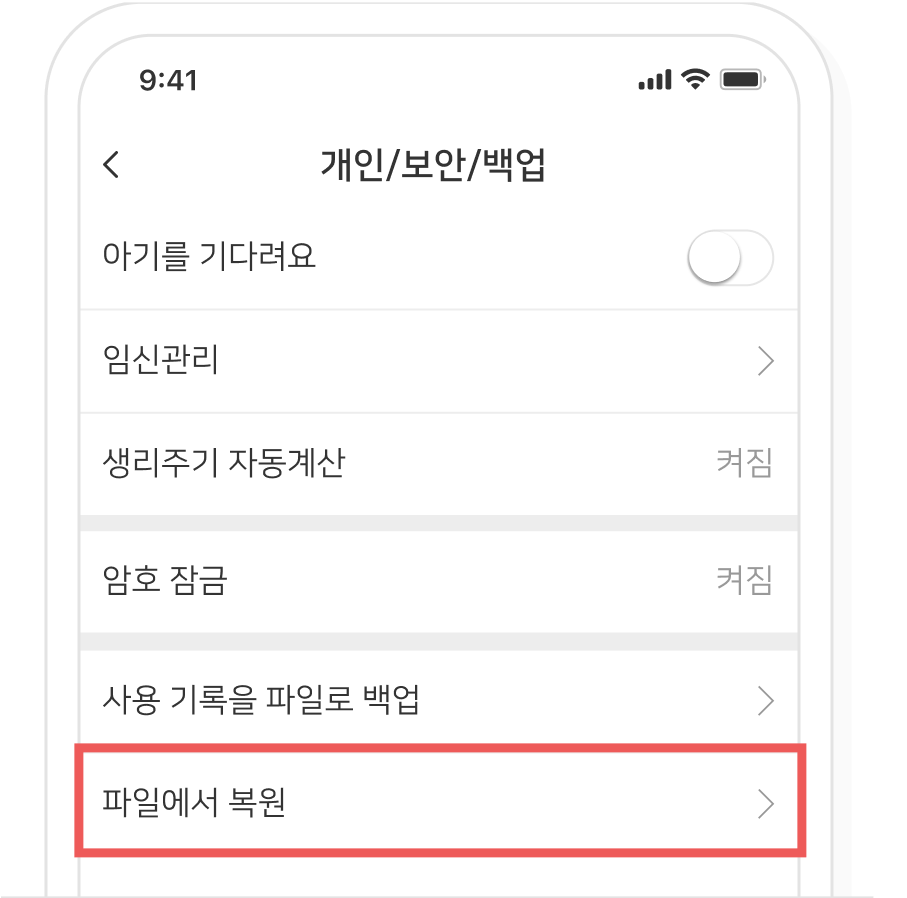 9:41
개인/보안/백업
아기를 기다려요
임신관리
생리주기 자동계산 켜짐
암호 잠금 켜짐
사용 기록을 파일로 백업
파일에서 복원